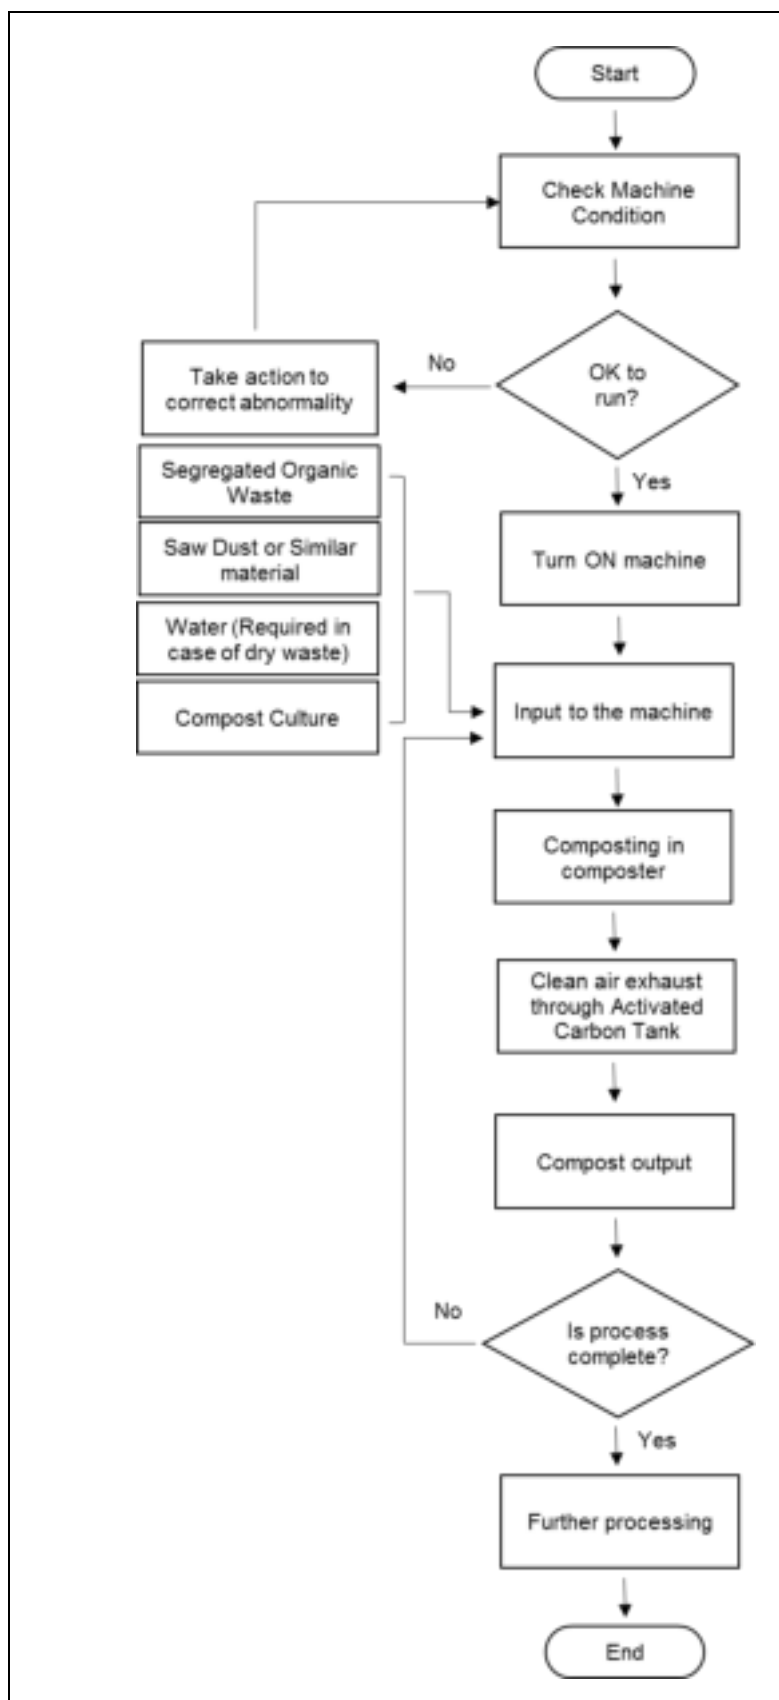 Start
Check Machine
Condition
No
OK to
run?
Take action to
correct abnormality
Yes
Segregated Organic
Waste
Saw Dust or Similar
material
Water (Required in
case of dry waste)
Compost Culture
Turn ON machine
Input to the machine
Composting in
composter
Clean air exhaust
through Activated
Carbon Tank
Compost output
No
Is process
complete?
Yes
Further processing
End